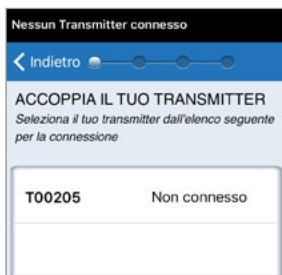 Nessun Transmitter connesso
Indietro
ACCOPPIA IL TUO TRANSMITTER
Seleziona il tuo transmitter dall'elenco seguente
per la connessione
T00205 Non connesso